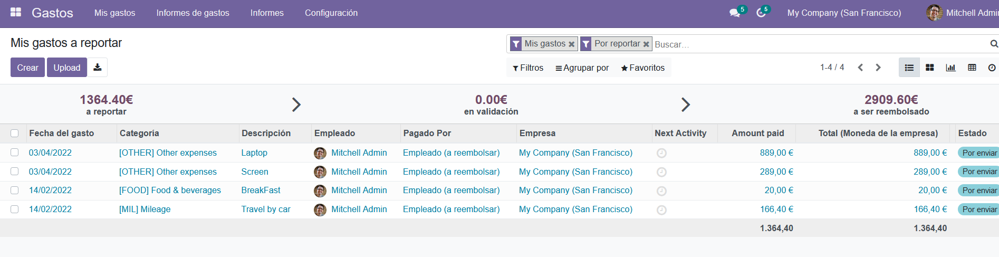 Gastos Mis gastos Informes de gastos Informes Configuración 5 5 My Company (San Francisco) Mitchell Admin
Mis gastos a reportar Mis gastos Por reportar Buscar...
Crear Upload Filtros Agrupar por Favoritos 1-4 / 4
1364.40€ 0.00€ 2909.60€
a reportar en validación a ser reembolsado
Fecha del gasto Categoría Descripción Empleado Pagado Por Empresa Next Activity Amount paid Total (Moneda de la empresa) Estado
03/04/2022 [OTHER] Other expenses Laptop Mitchell Admin Empleado (a reembolsar) My Company (San Francisco) 889,00 € 889,00 € Por enviar
03/04/2022 [OTHER] Other expenses Screen Mitchell Admin Empleado (a reembolsar) My Company (San Francisco) 289,00 € 289,00 € Por enviar
14/02/2022 [FOOD] Food & beverages BreakFast Mitchell Admin Empleado (a reembolsar) My Company (San Francisco) 20,00 € 20,00 € Por enviar
14/02/2022 [MIL] Mileage Travel by car Mitchell Admin Empleado (a reembolsar) My Company (San Francisco) 166,40 € 166,40 € Por enviar
1.364,40 1.364,40